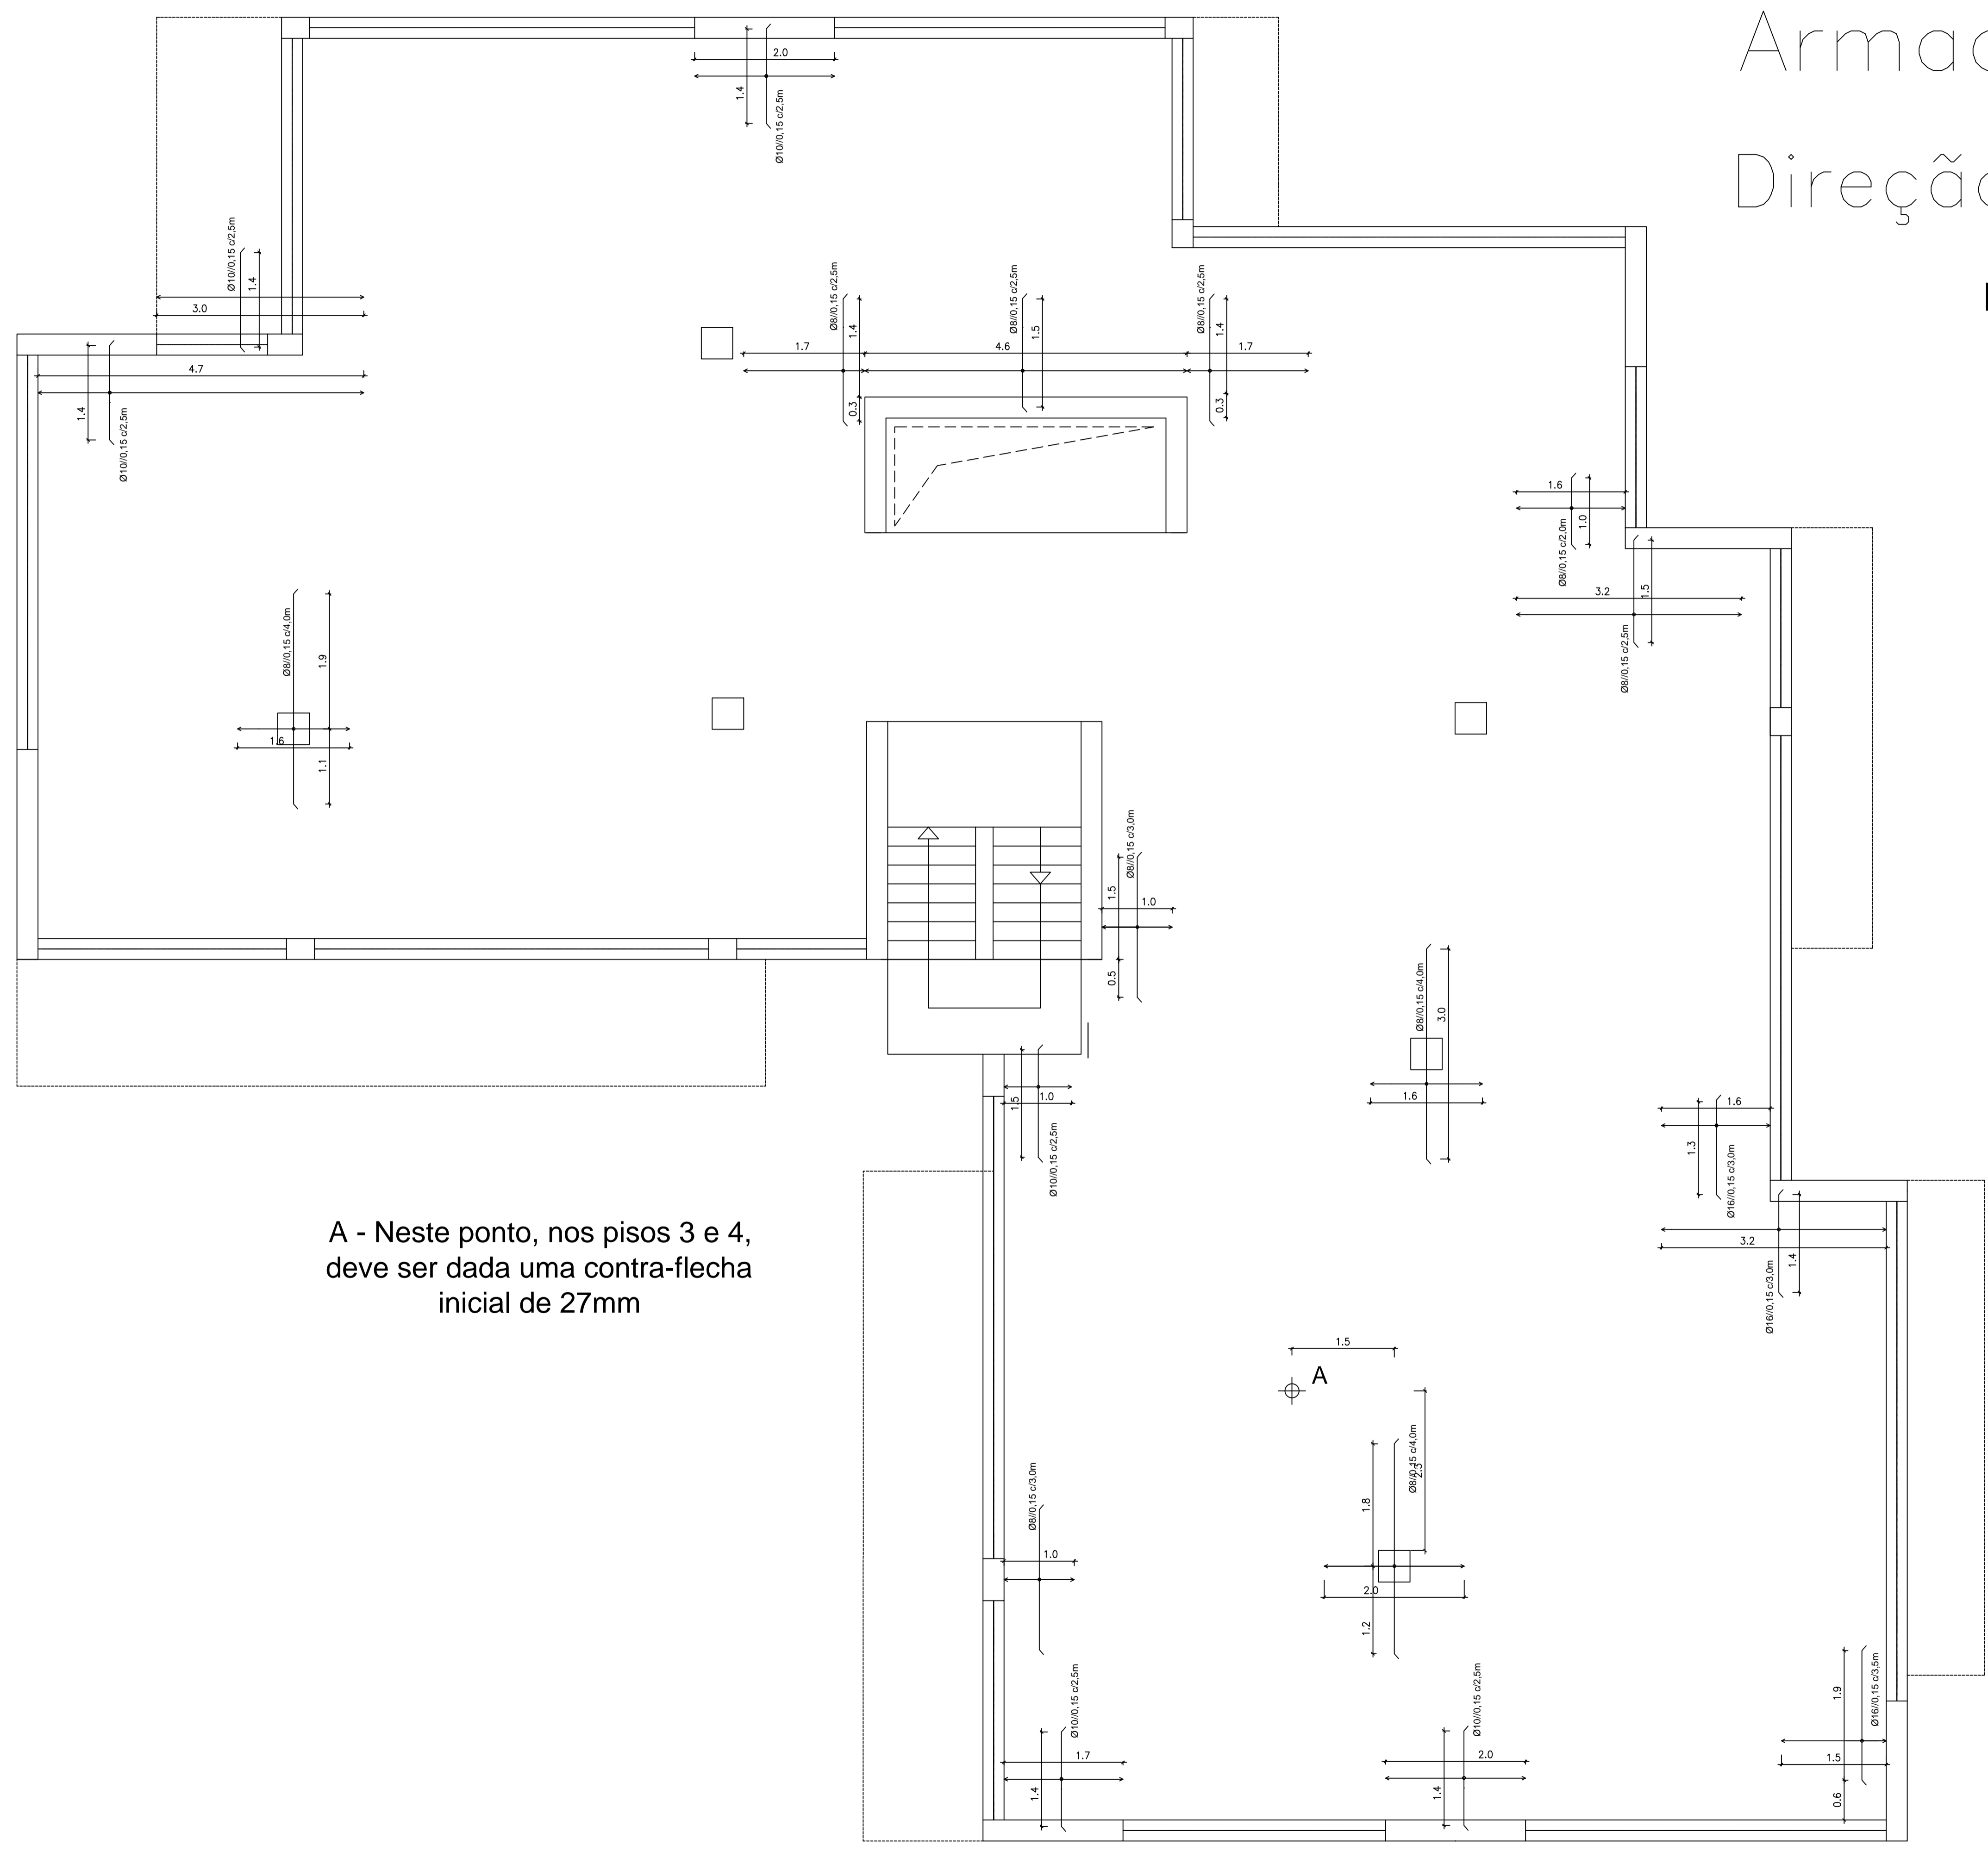 2.0
1.4
Ø10//0,15 c/2,5m
Ø10//0,15 c/2,5m
1.4
3.0
4.7
1.4
Ø10//0,15 c/2,5m
Ø8//0,15 c/2,5m
1.4
1.7
0.3
Ø8//0,15 c/2,5m
1.5
4.6
Ø8//0,15 c/2,5m
1.4
1.7
0.3
1.6
1.0
Ø8//0,15 c/2,0m
3.2
1.5
Ø8//0,15 c/2,5m
Ø8//0,15 c/4,0m
1.9
1.6
1.1
Ø8//0,15 c/3,0m
1.5
1.0
0.5
Ø8//0,15 c/4,0m
3.0
1.6
1.5
1.0
Ø10//0,15 c/2,5m
1.6
1.3
Ø16//0,15 c/3,0m
3.2
1.4
Ø16//0,15 c/3,0m
A - Neste ponto, nos pisos 3 e 4,
deve ser dada uma contra-flecha
inicial de 27mm
1.5
A
Ø8//0,15 c/4,0m
2.3
1.8
2.0
1.2
Ø8//0,15 c/3,0m
1.0
Ø10//0,15 c/2,5m
1.7
1.4
Ø10//0,15 c/2,5m
2.0
1.4
Ø16//0,15 c/3,5m
1.9
1.5
0.6